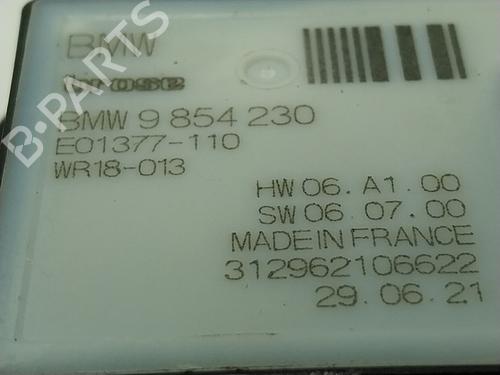 BMW
brose
BMW 9 854 230
E01377-110
WR18-013
HW 06. A1. 00
SW 06. 07. 00
MADE IN FRANCE
312962106622
29. 06. 21
B-PARTS